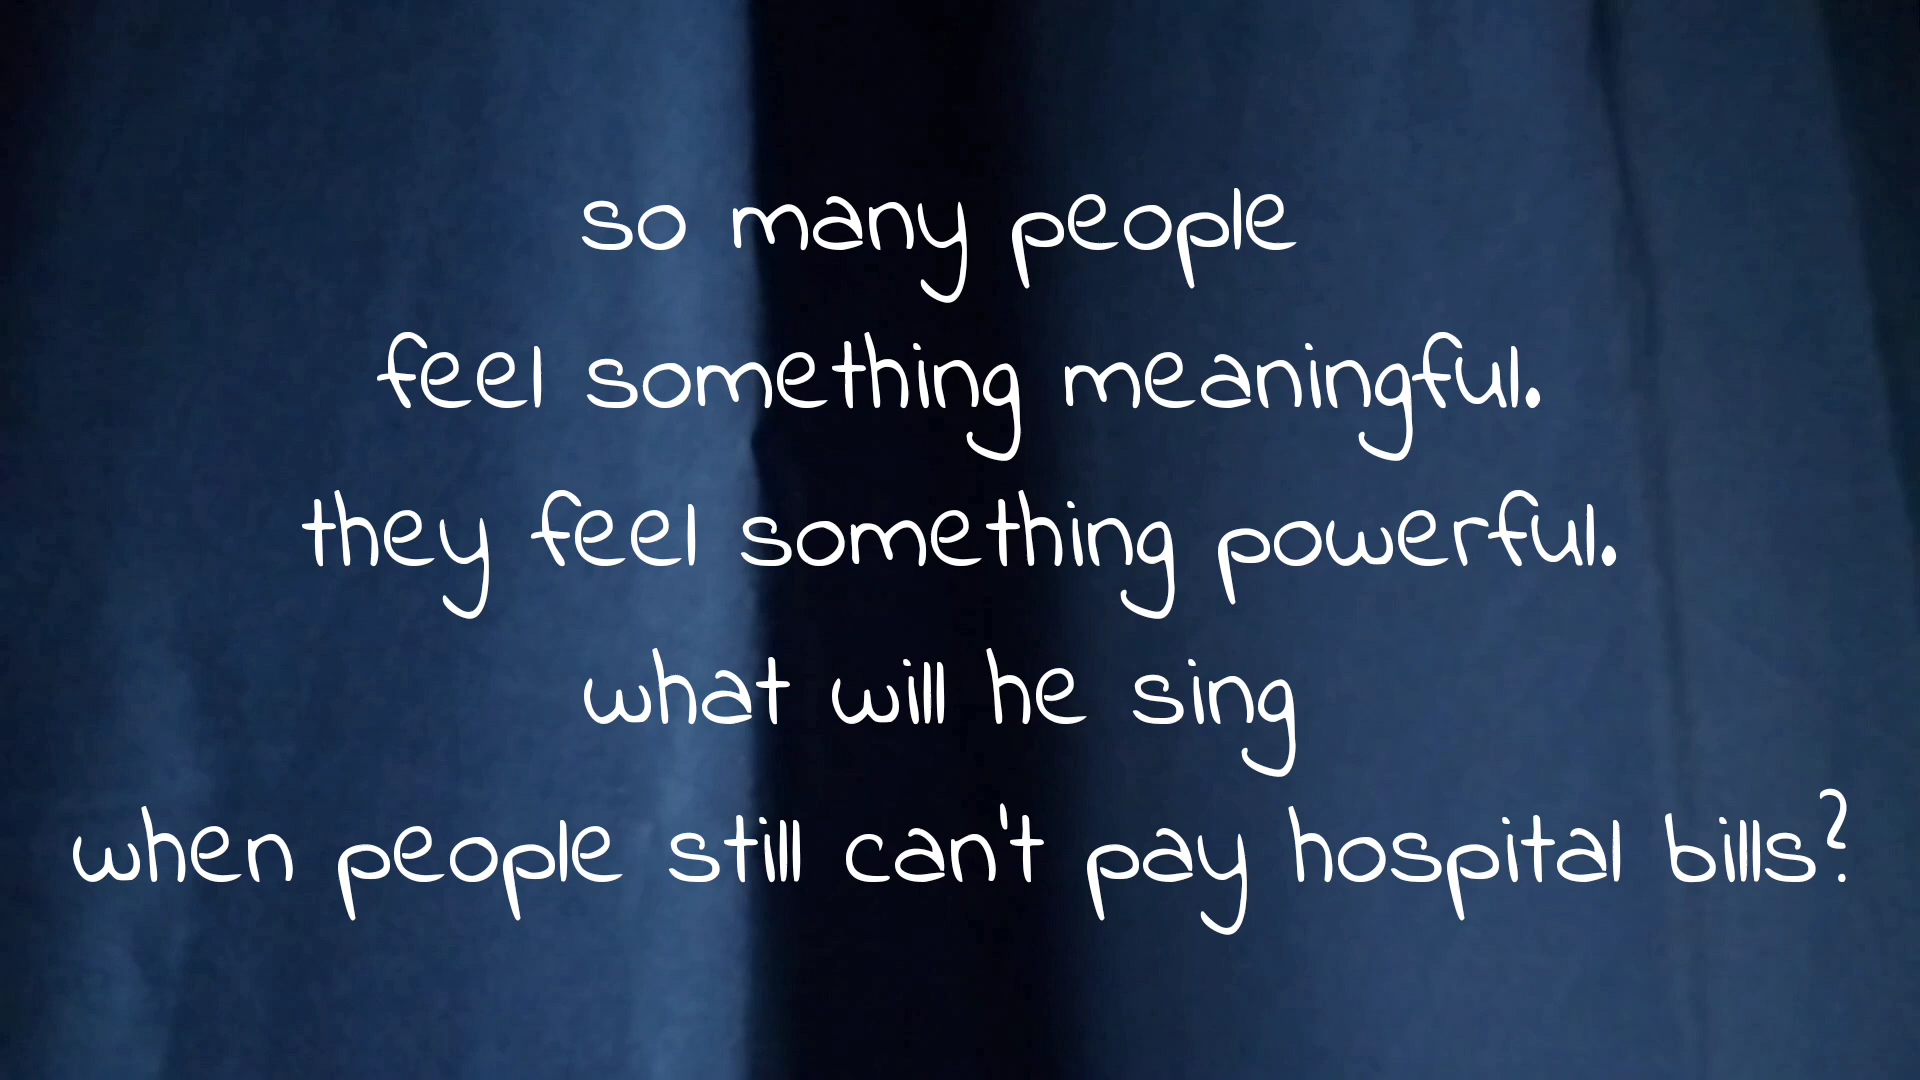 so many people
feel something meaningful.
they feel something powerful.
what will he sing
when people still can't pay hospital bills?